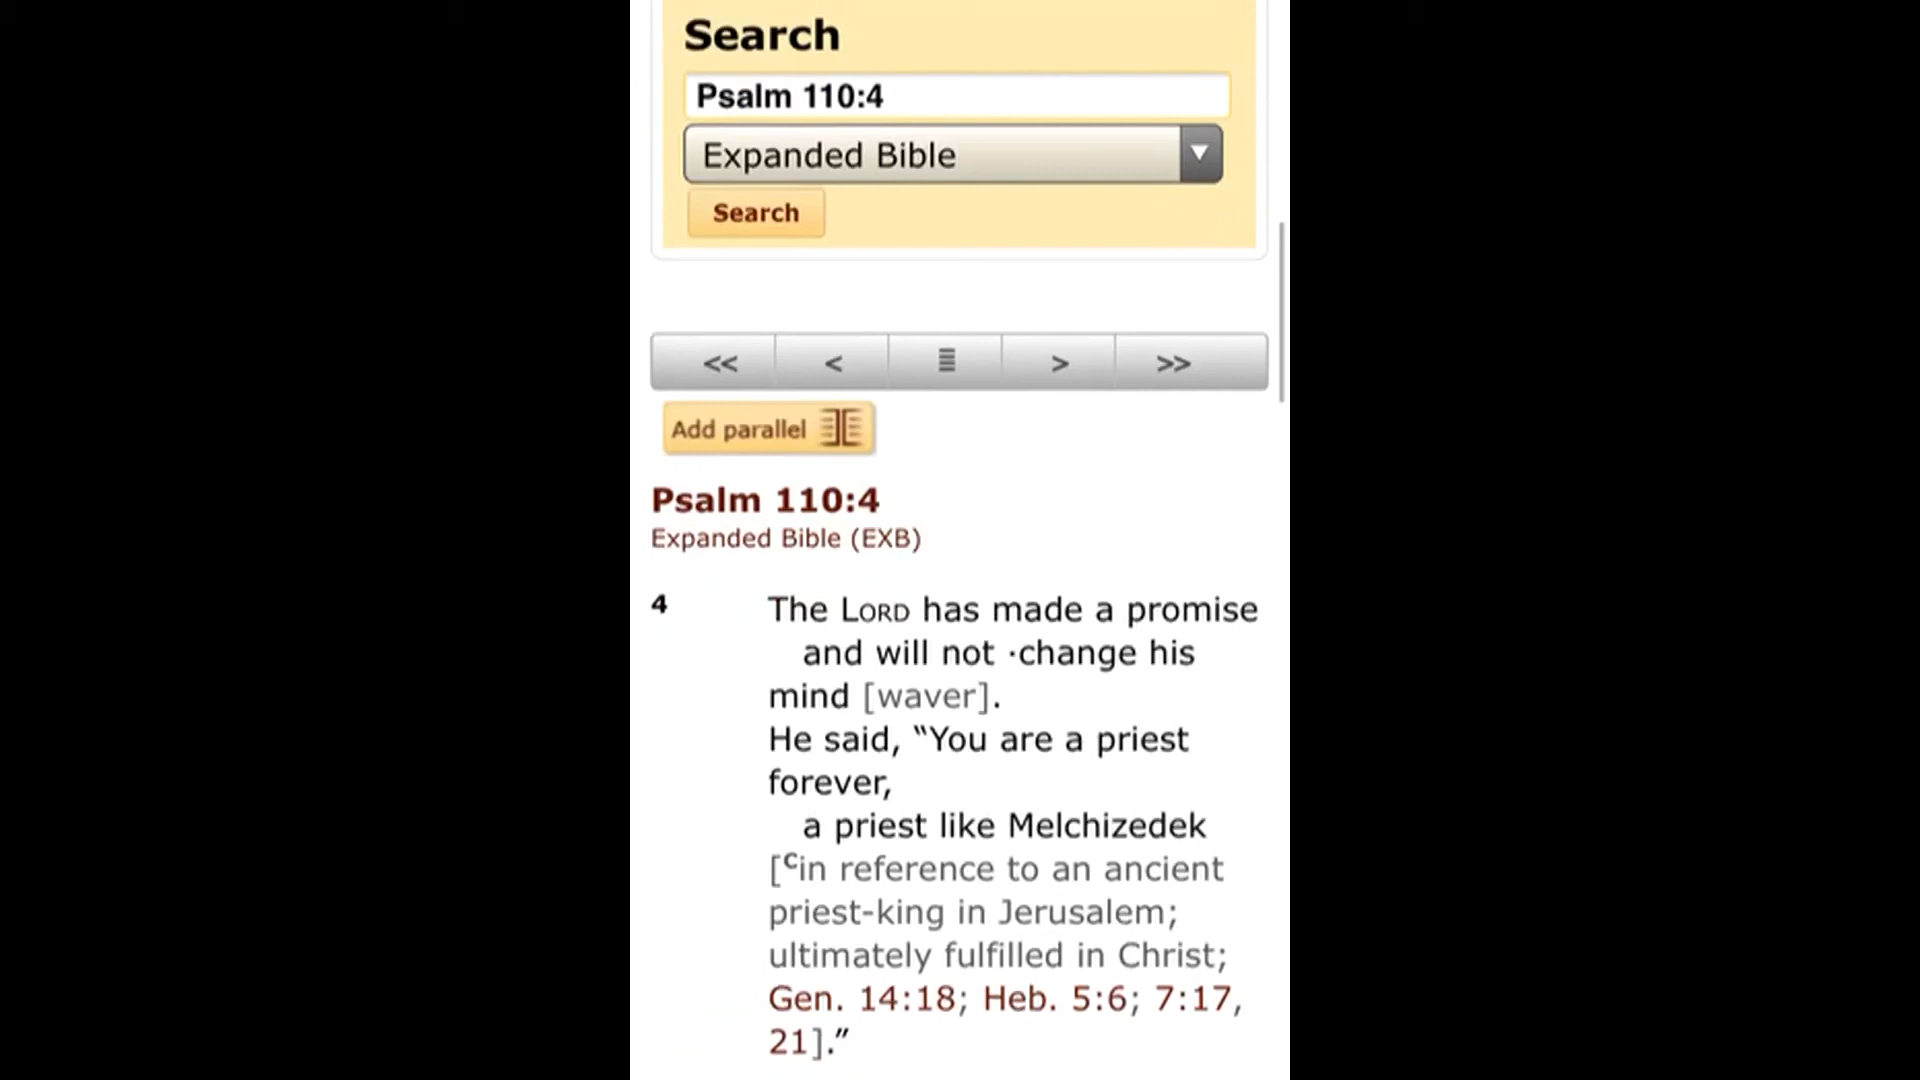 Search
Psalm 110:4
Expanded Bible
Search
<< < > >>
Add parallel
Psalm 110:4
Expanded Bible (EXB)
4 The LORD has made a promise
and will not ·change his
mind [waver].
He said, “You are a priest
forever,
a priest like Melchizedek
[ᶜin reference to an ancient
priest-king in Jerusalem;
ultimately fulfilled in Christ;
Gen. 14:18; Heb. 5:6; 7:17,
21].”